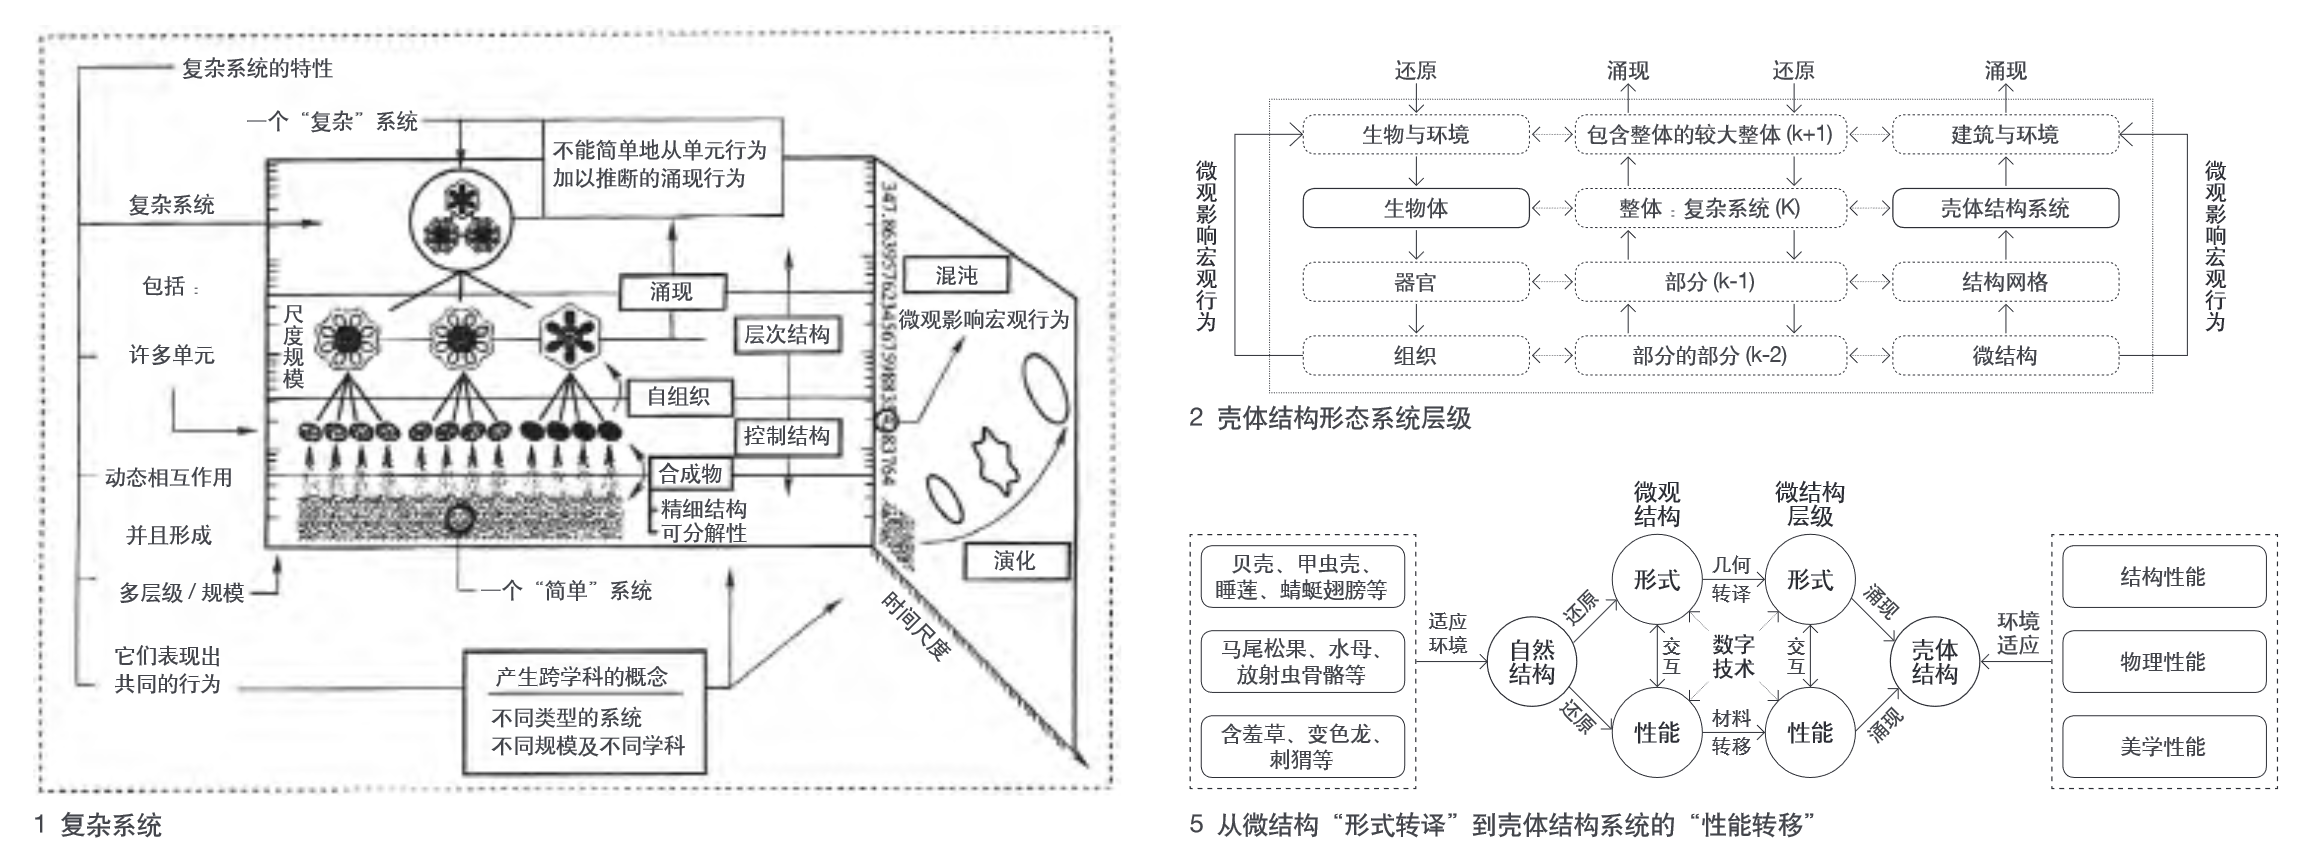 复杂系统的特性
一个“复杂”系统
不能简单地从单元行为
加以推断的涌现行为
复杂系统
包括：
许多单元
动态相互作用
并且形成
多层级/规模
它们表现出
共同的行为
尺度规模
涌现
层次结构
自组织
控制结构
合成物
精细结构
可分解性
一个“简单”系统
混沌
微观影响宏观行为
演化
时间尺度
产生跨学科的概念
不同类型的系统
不同规模及不同学科
1 复杂系统
还原
涌现
还原
涌现
微观影响宏观行为
生物与环境
包含整体的较大整体 (k+1)
建筑与环境
生物体
整体：复杂系统 (K)
壳体结构系统
器官
部分 (k-1)
结构网格
组织
部分的部分 (k-2)
微结构
微观影响宏观行为
2 壳体结构形态系统层级
贝壳、甲虫壳、
睡莲、蜻蜓翅膀等
马尾松果、水母、
放射虫骨骼等
含羞草、变色龙、
刺猬等
适应
环境
自然
结构
还原
还原
微观
结构
形式
交互
性能
几何
转译
数字
技术
材料
转移
微结构
层级
形式
交互
性能
涌现
涌现
壳体
结构
环境
适应
结构性能
物理性能
美学性能
5 从微结构“形式转译”到壳体结构系统的“性能转移”